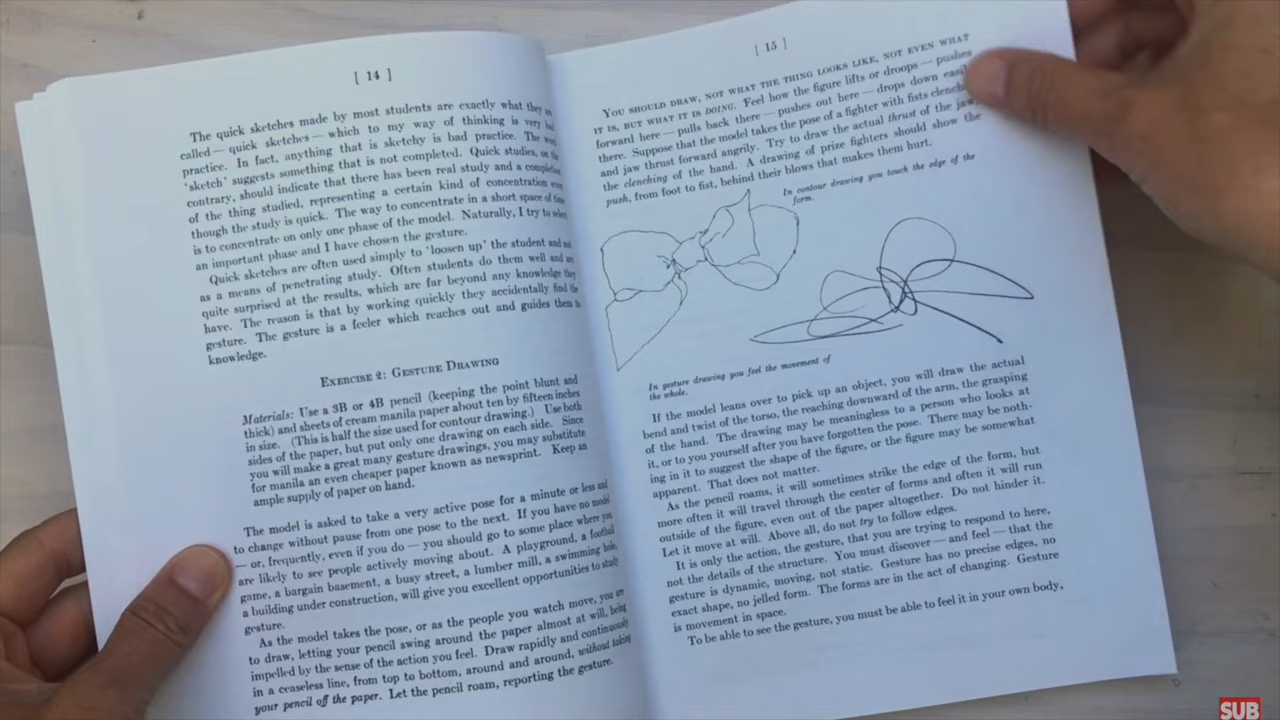 [ 14 ]
The quick sketches made by most students are exactly what they are
called — quick sketches — which to my way of thinking is very bad
practice. In fact, anything that is sketchy is bad practice. The word
'sketch' suggests something that is not completed. Quick studies, on the
contrary, should indicate that there has been real study and a completion
of the thing studied, representing a certain kind of concentration even
though the study is quick. The way to concentrate in a short space of time
is to concentrate on only one phase of the model. Naturally, I try to select
an important phase and I have chosen the gesture.
Quick sketches are often used simply to 'loosen up' the student and not
as a means of penetrating study. Often students do them well and are
quite surprised at the results, which are far beyond any knowledge they
have. The reason is that by working quickly they accidentally find the
gesture. The gesture is a feeler which reaches out and guides them to
knowledge.
EXERCISE 2: GESTURE DRAWING
Materials: Use a 3B or 4B pencil (keeping the point blunt and
thick) and sheets of cream manila paper about ten by fifteen inches
in size. (This is half the size used for contour drawing.) Use both
sides of the paper, but put only one drawing on each side. Since
you will make a great many gesture drawings, you may substitute
for manila an even cheaper paper known as newsprint. Keep an
ample supply of paper on hand.
The model is asked to take a very active pose for a minute or less and
to change without pause from one pose to the next. If you have no model
— or, frequently, even if you do — you should go to some place where you
are likely to see people actively moving about. A playground, a football
game, a bargain basement, a busy street, a lumber mill, a swimming hole,
a building under construction, will give you excellent opportunities to study
gesture.
As the model takes the pose, or as the people you watch move, you are
to draw, letting your pencil swing around the paper almost at will, being
impelled by the sense of the action you feel. Draw rapidly and continuously
in a ceaseless line, from top to bottom, around and around, without taking
your pencil off the paper. Let the pencil roam, reporting the gesture.
[ 15 ]
YOU SHOULD DRAW, NOT WHAT THE THING LOOKS LIKE, NOT EVEN WHAT
IT IS, BUT WHAT IT IS DOING. Feel how the figure lifts or droops — pushes
forward here — pulls back there — pushes out here — drops down easily
there. Suppose that the model takes the pose of a fighter with fists clenched
and jaw thrust forward angrily. Try to draw the actual thrust of the jaw,
the clenching of the hand. A drawing of prize fighters should show the
push, from foot to fist, behind their blows that makes them hurt.
In contour drawing you touch the edge of the
form.
In gesture drawing you feel the movement of
the whole.
If the model leans over to pick up an object, you will draw the actual
bend and twist of the torso, the reaching downward of the arm, the grasping
of the hand. The drawing may be meaningless to a person who looks at
it, or to you yourself after you have forgotten the pose. There may be noth-
ing in it to suggest the shape of the figure, or the figure may be somewhat
apparent. That does not matter.
As the pencil roams, it will sometimes strike the edge of the form, but
more often it will travel through the center of forms and often it will run
outside of the figure, even out of the paper altogether. Do not hinder it.
Let it move at will. Above all, do not try to follow edges.
It is only the action, the gesture, that you are trying to respond to here,
not the details of the structure. You must discover — and feel — that the
gesture is dynamic, moving, not static. Gesture has no precise edges, no
exact shape, no jelled form. The forms are in the act of changing. Gesture
is movement in space.
To be able to see the gesture, you must be able to feel it in your own body,
SUB